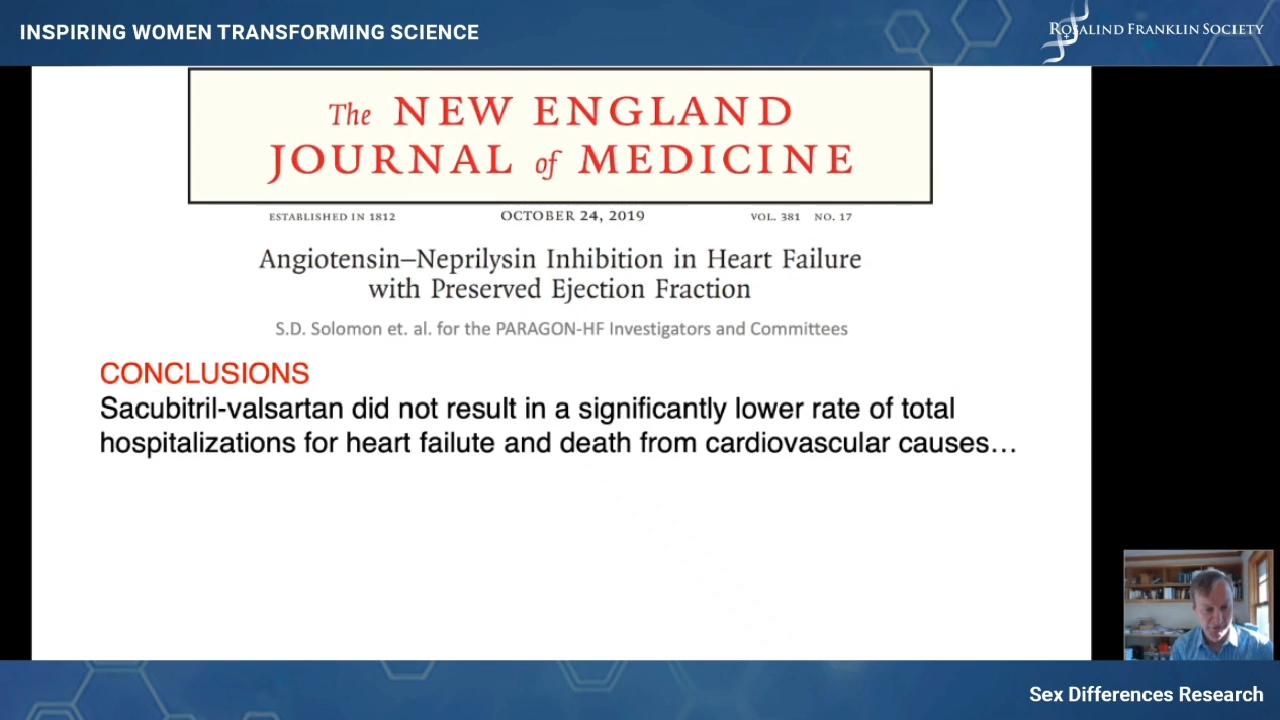 INSPIRING WOMEN TRANSFORMING SCIENCE
ROSALIND FRANKLIN SOCIETY
The NEW ENGLAND
JOURNAL of MEDICINE
ESTABLISHED IN 1812 OCTOBER 24, 2019 VOL. 381 NO. 17
Angiotensin–Neprilysin Inhibition in Heart Failure
with Preserved Ejection Fraction
S.D. Solomon et. al. for the PARAGON-HF Investigators and Committees
CONCLUSIONS
Sacubitril-valsartan did not result in a significantly lower rate of total
hospitalizations for heart failute and death from cardiovascular causes...
Sex Differences Research